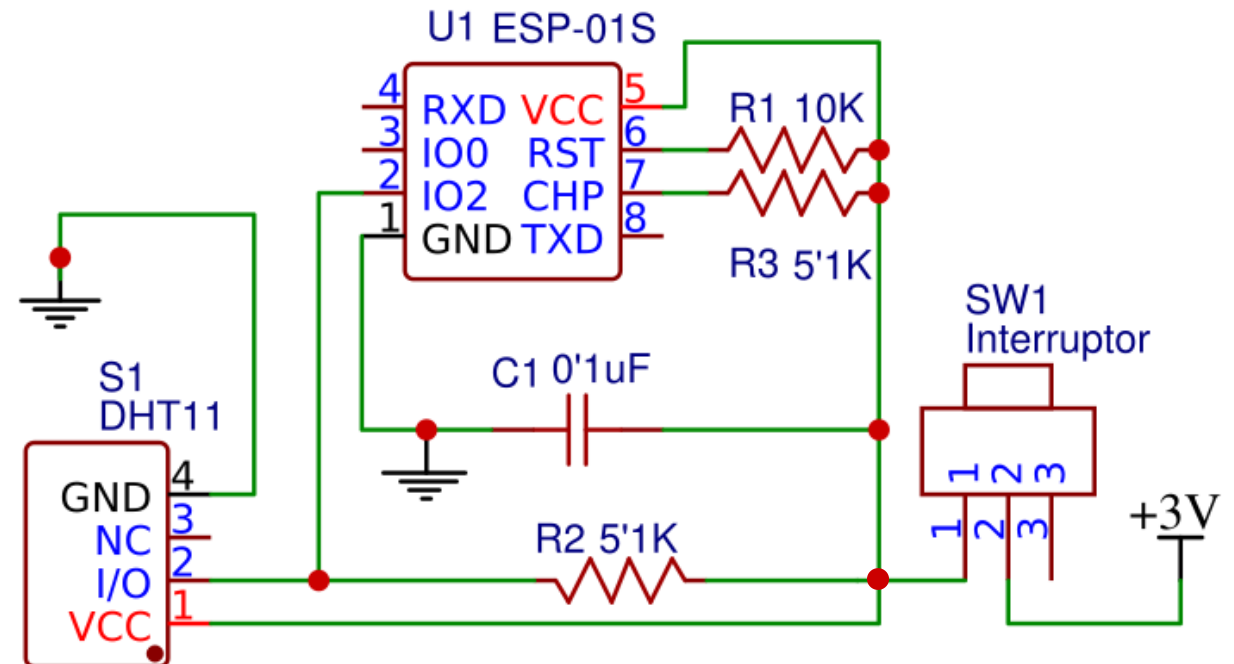 U1 ESP-01S
4 RXD VCC 5
3 IO0 RST 6
2 IO2 CHP 7
1 GND TXD 8
R1 10K
R3 5'1K
SW1
Interruptor
1 2 3
1 2 3
+3V
C1 0'1uF
S1
DHT11
GND 4
NC 3
I/O 2
VCC 1
R2 5'1K